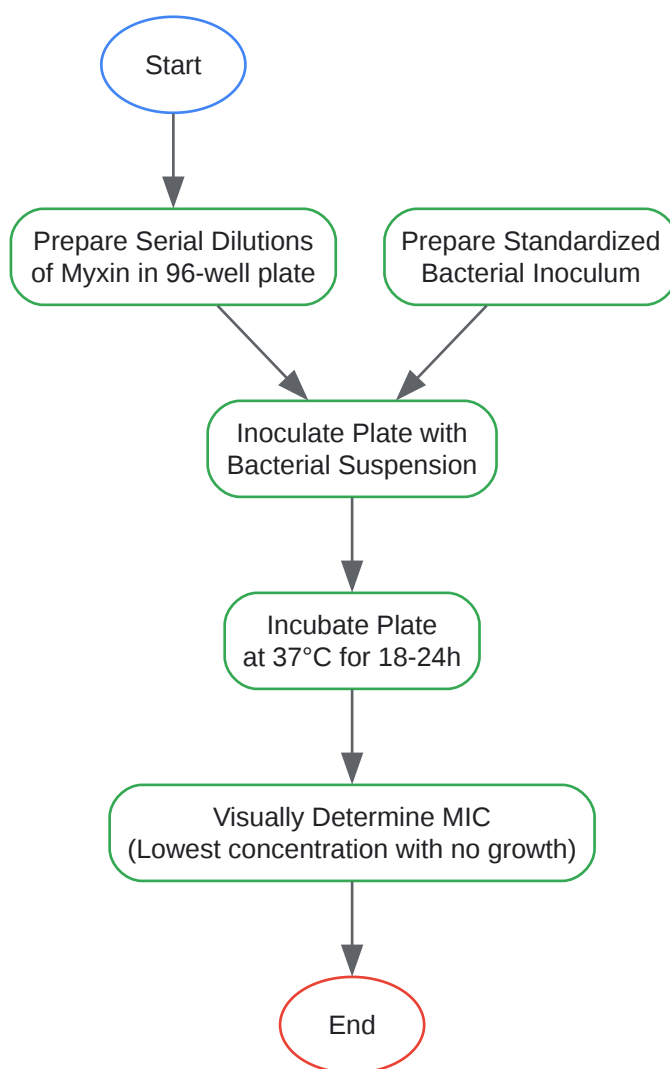 Start
Prepare Serial Dilutions
of Myxin in 96-well plate
Prepare Standardized
Bacterial Inoculum
Inoculate Plate with
Bacterial Suspension
Incubate Plate
at 37°C for 18-24h
Visually Determine MIC
(Lowest concentration with no growth)
End